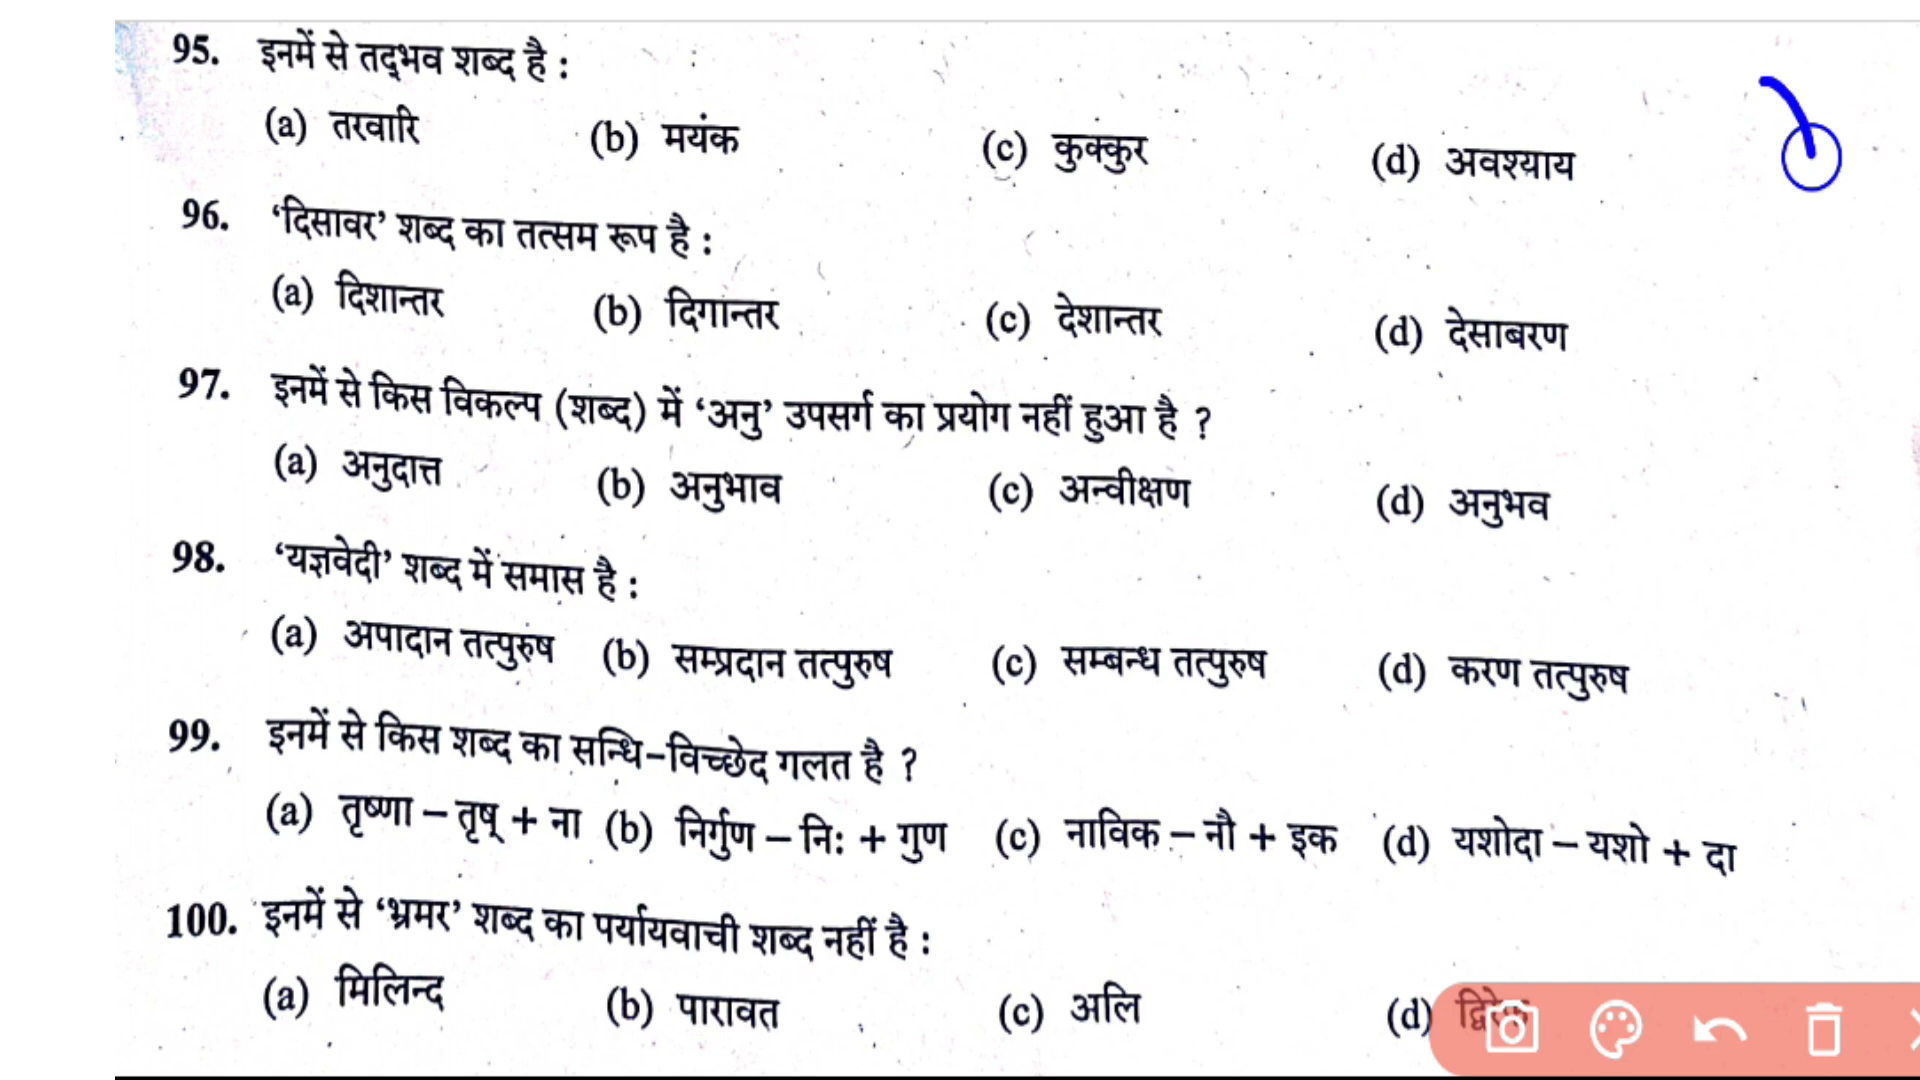 95. इनमें से तद्भव शब्द है :
(a) तरवारि (b) मयंक (c) कुक्कुर (d) अवश्याय
96. ‘दिसावर’ शब्द का तत्सम रूप है :
(a) दिशान्तर (b) दिगान्तर (c) देशान्तर (d) देसाबरण
97. इनमें से किस विकल्प (शब्द) में ‘अनु’ उपसर्ग का प्रयोग नहीं हुआ है ?
(a) अनुदात्त (b) अनुभाव (c) अन्वीक्षण (d) अनुभव
98. ‘यज्ञवेदी’ शब्द में समास है :
(a) अपादान तत्पुरुष (b) सम्प्रदान तत्पुरुष (c) सम्बन्ध तत्पुरुष (d) करण तत्पुरुष
99. इनमें से किस शब्द का सन्धि-विच्छेद गलत है ?
(a) तृष्णा – तृष् + ना (b) निर्गुण – निः + गुण (c) नाविक – नौ + इक (d) यशोदा – यशो + दा
100. इनमें से ‘भ्रमर’ शब्द का पर्यायवाची शब्द नहीं है :
(a) मिलिन्द (b) पारावत (c) अलि (d)